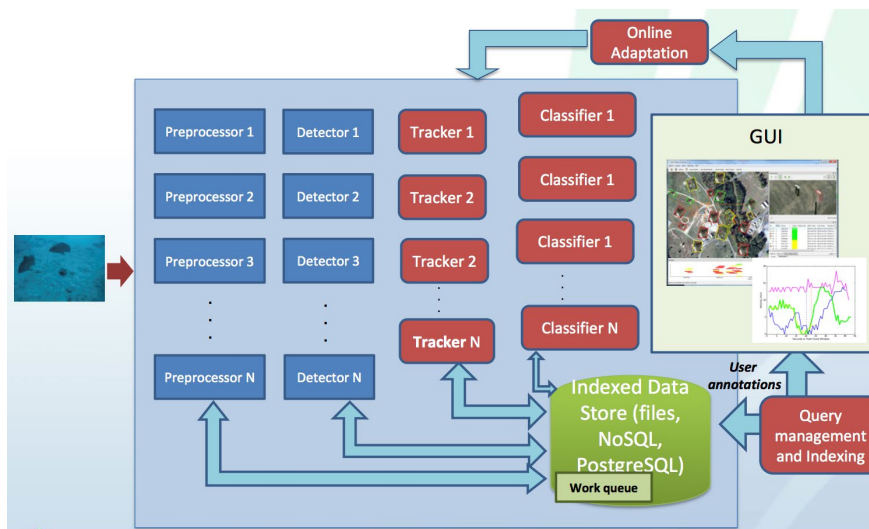 Online
Adaptation
Preprocessor 1
Detector 1
Tracker 1
Classifier 1
GUI
Preprocessor 2
Detector 2
Tracker 2
Classifier 1
Preprocessor 3
Detector 3
Tracker 2
Classifier 1
Tracker N
Classifier N
Preprocessor N
Detector N
User
annotations
Indexed Data
Store (files,
NoSQL,
PostgreSQL)
Work queue
Query
management
and Indexing